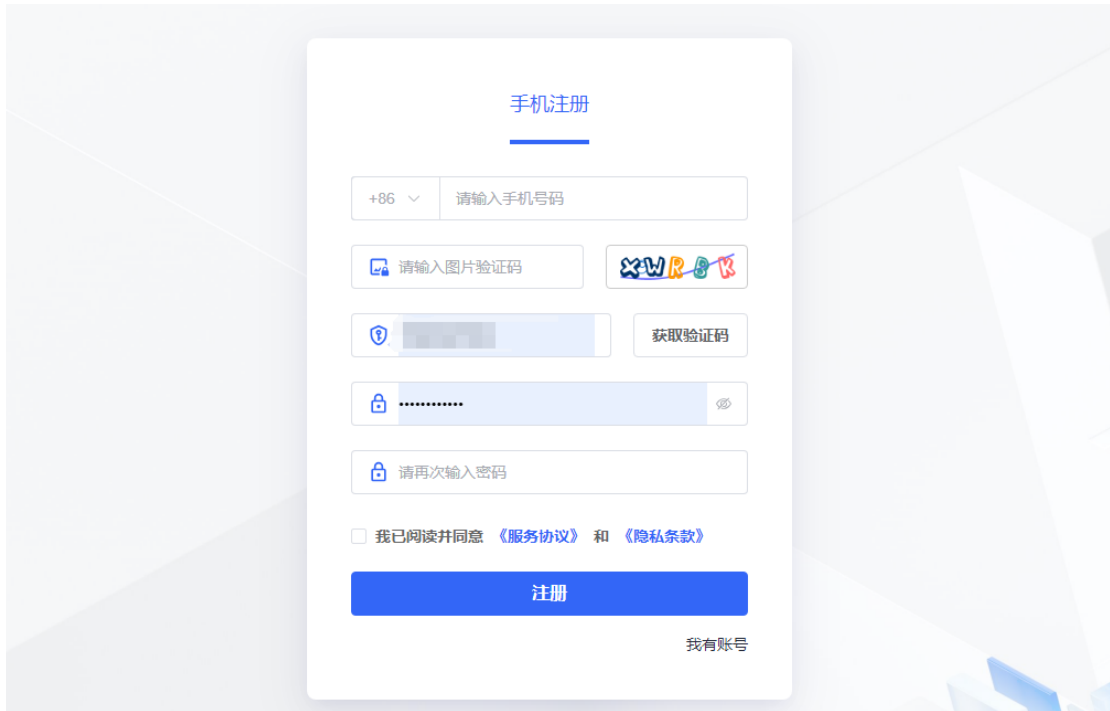 手机注册
+86 请输入手机号码
请输入图片验证码 XWR8K
获取验证码
••••••••••••
请再次输入密码
我已阅读并同意 《服务协议》 和 《隐私条款》
注册
我有账号